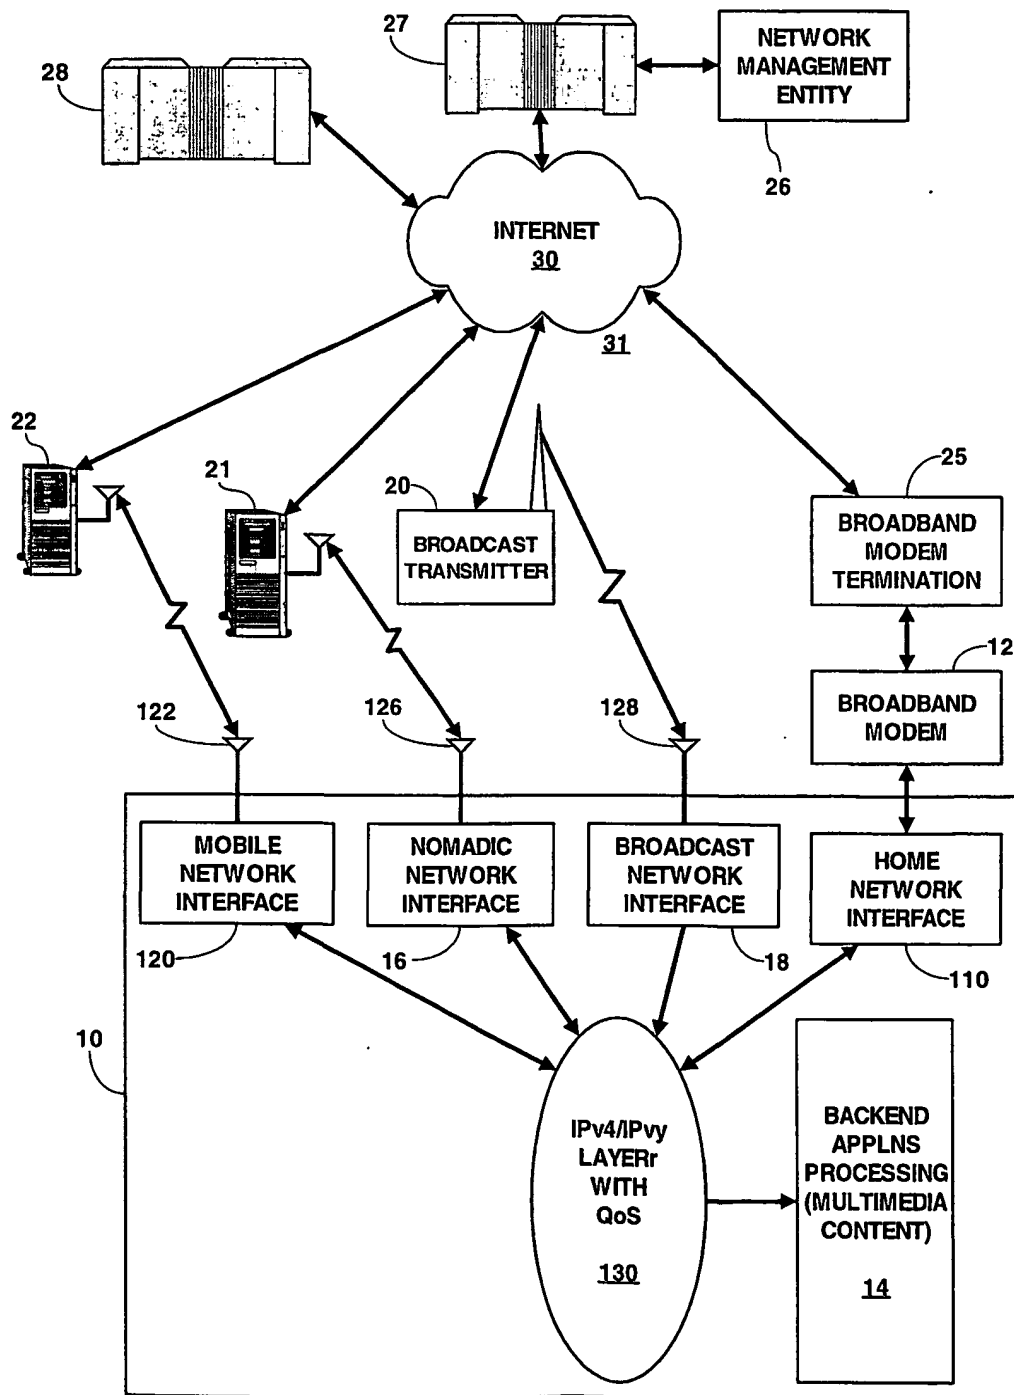 27
28
NETWORK
MANAGEMENT
ENTITY
26
INTERNET
30
31
22
21
20
25
BROADCAST
TRANSMITTER
BROADBAND
MODEM
TERMINATION
12
122
126
128
BROADBAND
MODEM
MOBILE
NETWORK
INTERFACE
NOMADIC
NETWORK
INTERFACE
BROADCAST
NETWORK
INTERFACE
HOME
NETWORK
INTERFACE
120
16
18
110
10
IPv4/IPvy
LAYERr
WITH
QoS
130
BACKEND
APPLNS
PROCESSING
(MULTIMEDIA
CONTENT)
14